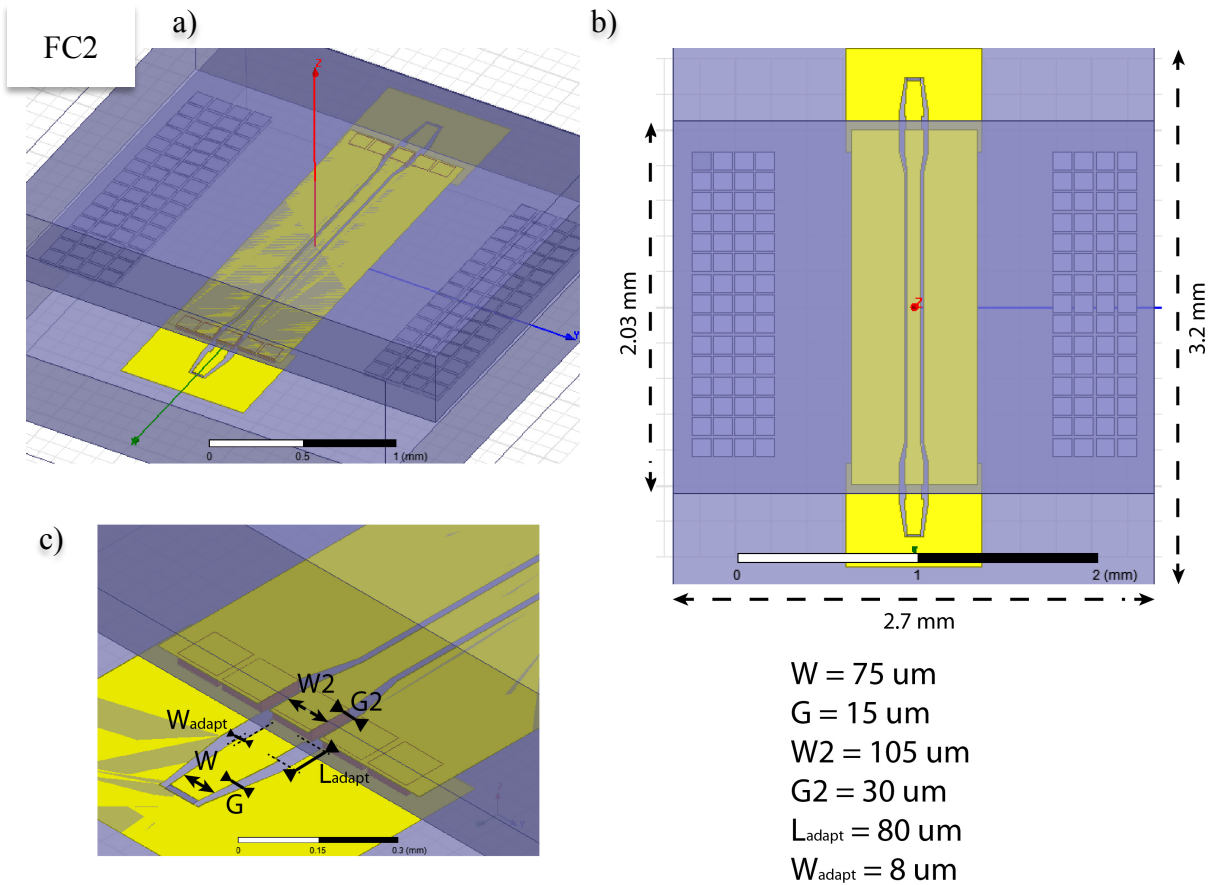 FC2
a)
Z
Y
0
0.5
1 (mm)
b)
Z
0
1
2 (mm)
2.03 mm
3.2 mm
2.7 mm
c)
W2
G2
Wadapt
W
Ladapt
G
0
0.15
0.3 (mm)
W = 75 um
G = 15 um
W2 = 105 um
G2 = 30 um
Ladapt = 80 um
Wadapt = 8 um